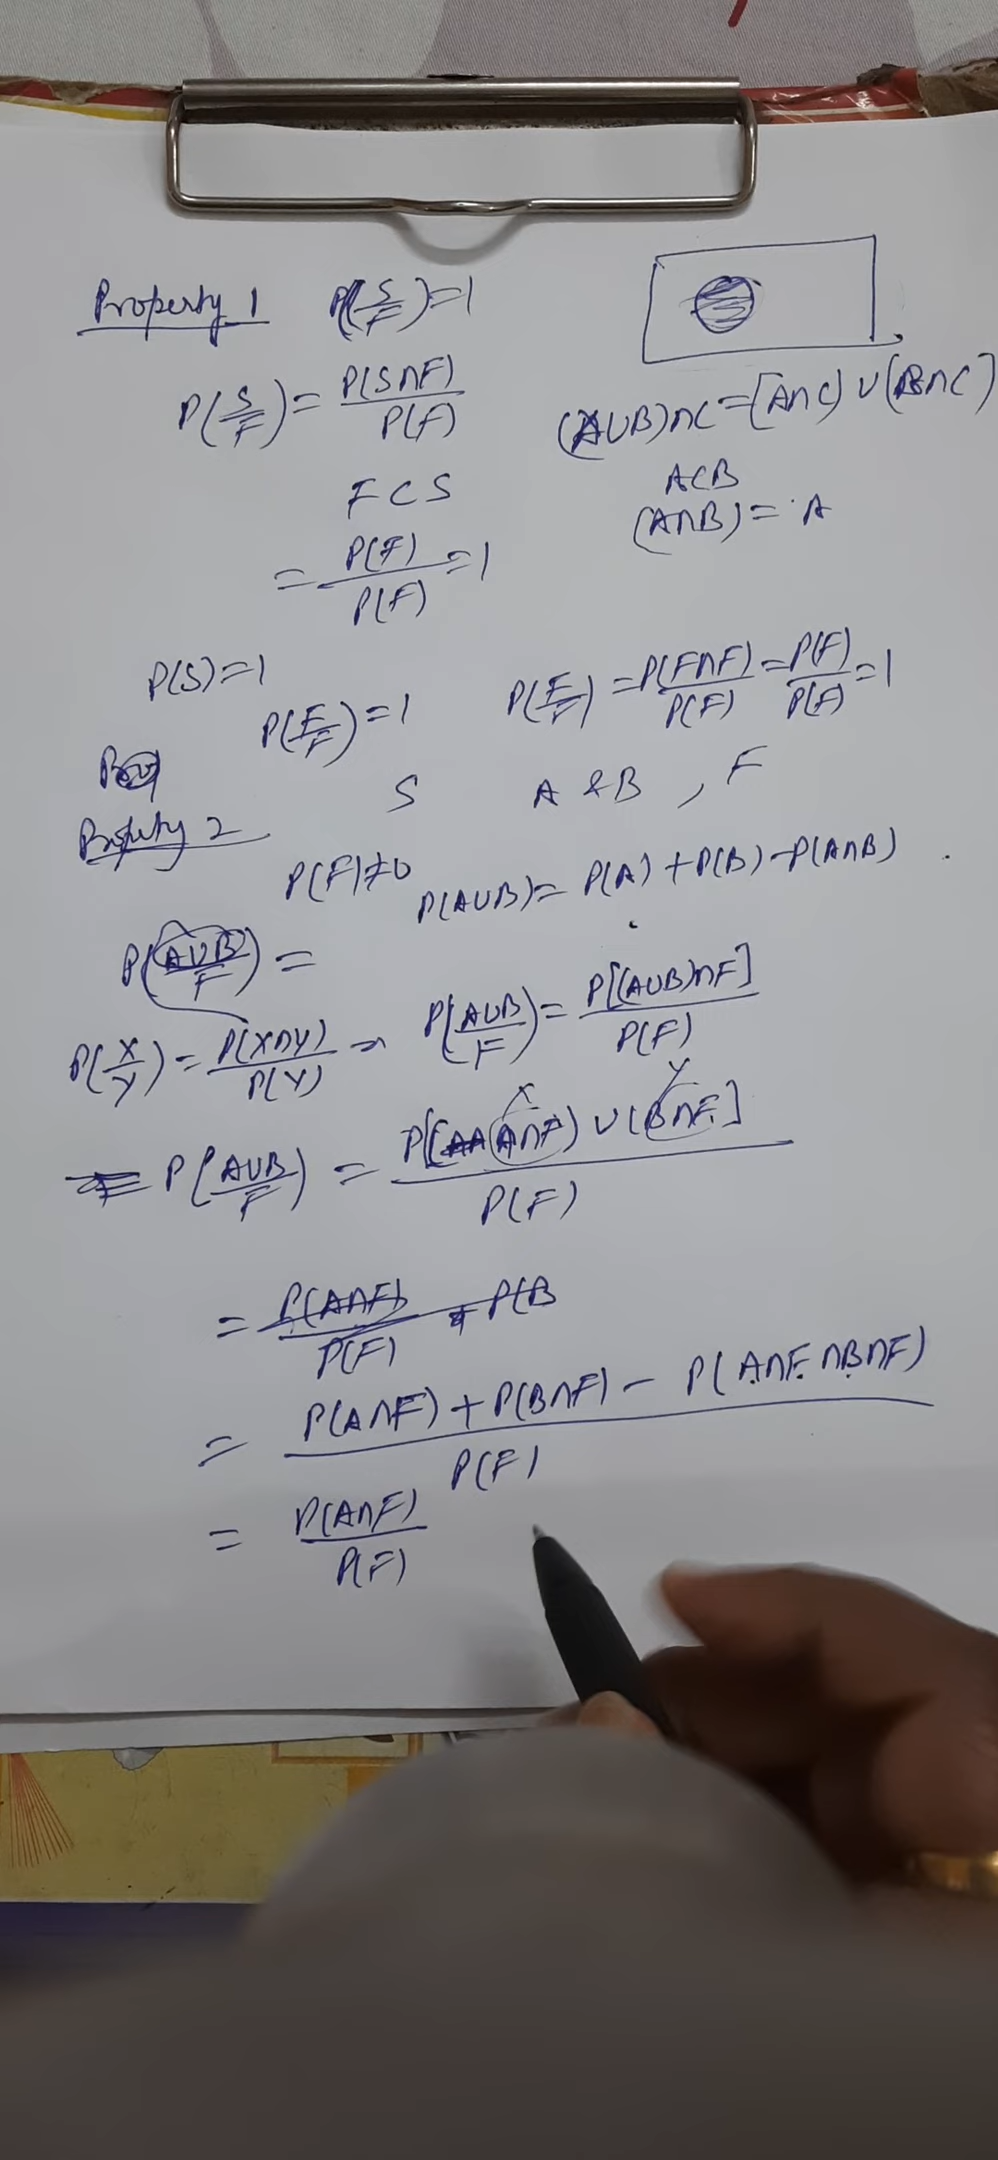 Property 1 P(S/F)=1
P(S/F)= P(S∩F)/P(F)
(A∪B)∩C=[A∩C)∪(B∩C)
F⊂S
A⊂B
(A∩B)= A
= P(F)/P(F) =1
P(S)=1
P(F/F)=1 P(F/F) = P(F∩F)/P(F) = P(F)/P(F) =1
S A & B , F
Property 2
P(F)≠0
P(A∪B)= P(A)+P(B)-P(A∩B)
P(A∪B/F)=
P(X/Y)= P(X∩Y)/P(Y) P(A∪B/F)= P[(A∪B)∩F]/P(F)
X Y
P(A∪B/F) = P[(A∩F)∪(B∩F]/P(F)
= P(A∩F)/P(F) + P(B
= P(A∩F)+P(B∩F)- P(A∩F∩B∩F)/P(F)
= P(A∩F)/P(F)